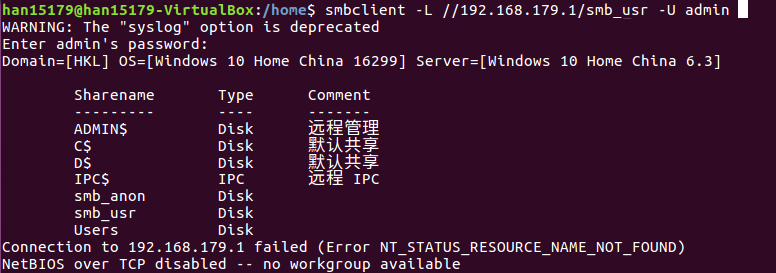 han15179@han15179-VirtualBox:/home$ smbclient -L //192.168.179.1/smb_usr -U admin
WARNING: The "syslog" option is deprecated
Enter admin's password:
Domain=[HKL] OS=[Windows 10 Home China 16299] Server=[Windows 10 Home China 6.3]
Sharename Type Comment
--------- ---- -------
ADMIN$ Disk 远程管理
C$ Disk 默认共享
D$ Disk 默认共享
IPC$ IPC 远程 IPC
smb_anon Disk
smb_usr Disk
Users Disk
Connection to 192.168.179.1 failed (Error NT_STATUS_RESOURCE_NAME_NOT_FOUND)
NetBIOS over TCP disabled -- no workgroup available